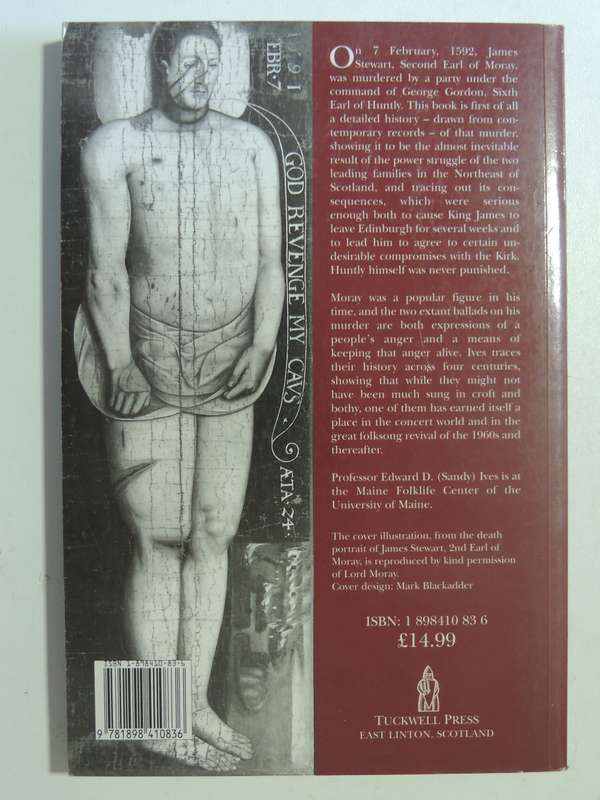 1 9 1
FEBR·7
GOD REVENGE MY CAVS·
ÆTA·24·
ISBN 1-898410-83-6
9 781898 410836
On 7 February, 1592, James
Stewart, Second Earl of Moray,
was murdered by a party under the
command of George Gordon, Sixth
Earl of Huntly. This book is first of all
a detailed history – drawn from con-
temporary records – of that murder,
showing it to be the almost inevitable
result of the power struggle of the two
leading families in the Northeast of
Scotland, and tracing out its con-
sequences, which were serious
enough both to cause King James to
leave Edinburgh for several weeks and
to lead him to agree to certain un-
desirable compromises with the Kirk.
Huntly himself was never punished.
Moray was a popular figure in his
time, and the two extant ballads on his
murder are both expressions of a
people's anger and a means of
keeping that anger alive. Ives traces
their history across four centuries,
showing that while they might not
have been much sung in croft and
bothy, one of them has earned itself a
place in the concert world and in the
great folksong revival of the 1960s and
thereafter.
Professor Edward D. (Sandy) Ives is at
the Maine Folklife Center of the
University of Maine.
The cover illustration, from the death
portrait of James Stewart, 2nd Earl of
Moray, is reproduced by kind permission
of Lord Moray.
Cover design: Mark Blackadder
ISBN: 1 898410 83 6
£14.99
TUCKWELL PRESS
EAST LINTON, SCOTLAND